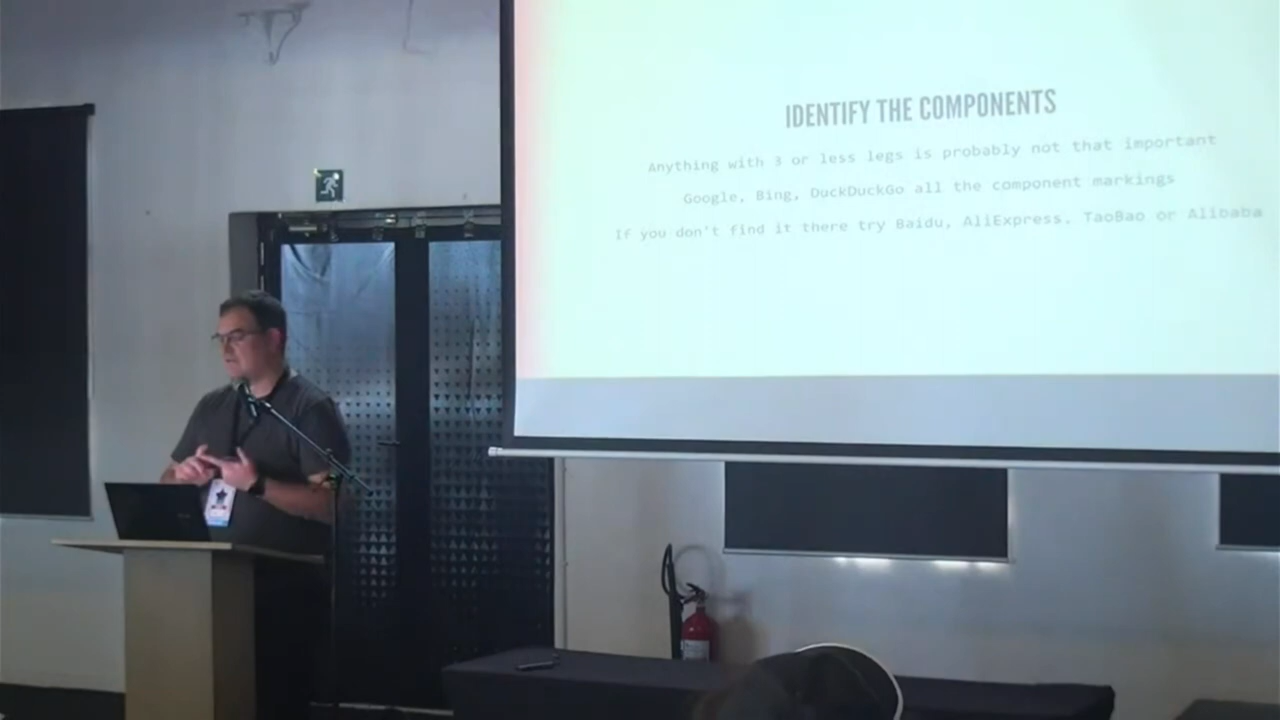 IDENTIFY THE COMPONENTS
Anything with 3 or less legs is probably not that important
Google, Bing, DuckDuckGo all the component markings
If you don't find it there try Baidu, AliExpress, TaoBao or Alibaba